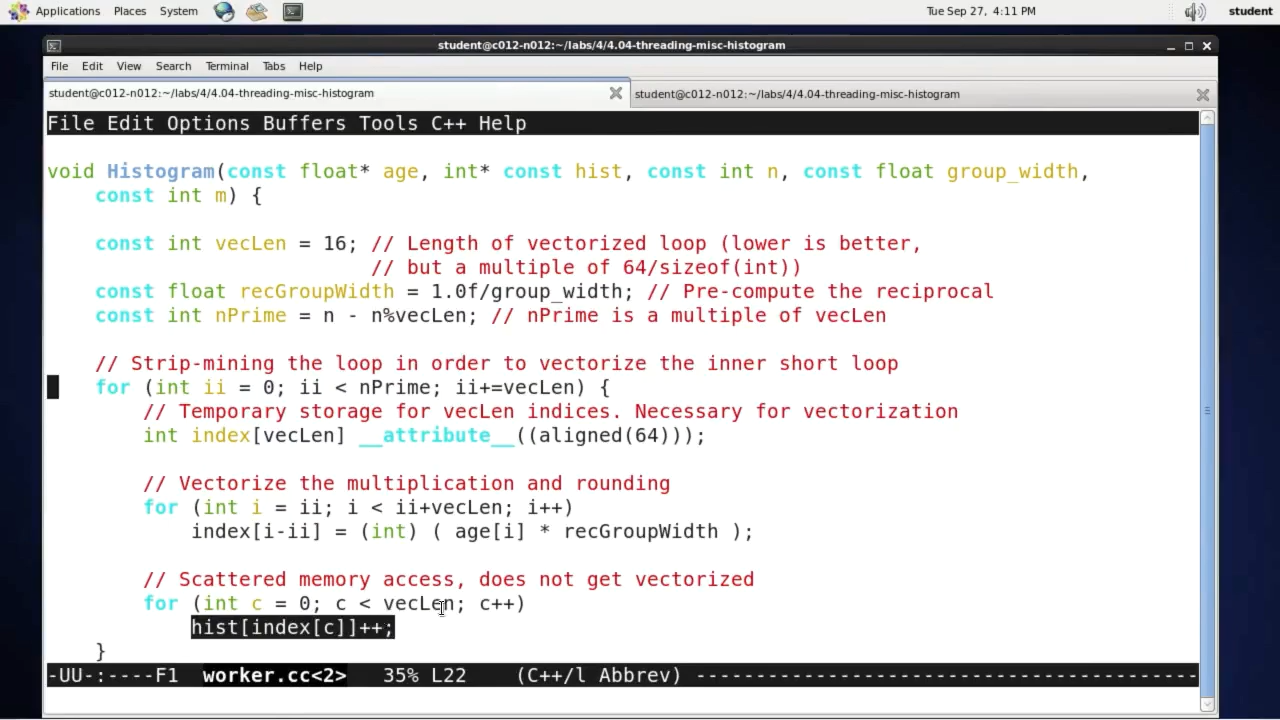 Applications Places System Tue Sep 27, 4:11 PM student
student@c012-n012:~/labs/4/4.04-threading-misc-histogram
File Edit View Search Terminal Tabs Help
student@c012-n012:~/labs/4/4.04-threading-misc-histogram student@c012-n012:~/labs/4/4.04-threading-misc-histogram
File Edit Options Buffers Tools C++ Help
void Histogram(const float* age, int* const hist, const int n, const float group_width,
    const int m) {
    const int vecLen = 16; // Length of vectorized loop (lower is better,
                           // but a multiple of 64/sizeof(int))
    const float recGroupWidth = 1.0f/group_width; // Pre-compute the reciprocal
    const int nPrime = n - n%vecLen; // nPrime is a multiple of vecLen
    // Strip-mining the loop in order to vectorize the inner short loop
    for (int ii = 0; ii < nPrime; ii+=vecLen) {
        // Temporary storage for vecLen indices. Necessary for vectorization
        int index[vecLen] __attribute__((aligned(64)));
        // Vectorize the multiplication and rounding
        for (int i = ii; i < ii+vecLen; i++)
            index[i-ii] = (int) ( age[i] * recGroupWidth );
        // Scattered memory access, does not get vectorized
        for (int c = 0; c < vecLen; c++)
            hist[index[c]]++;
    }
-UU-:----F1  worker.cc<2>   35% L22    (C++/l Abbrev) ------------------------------------------